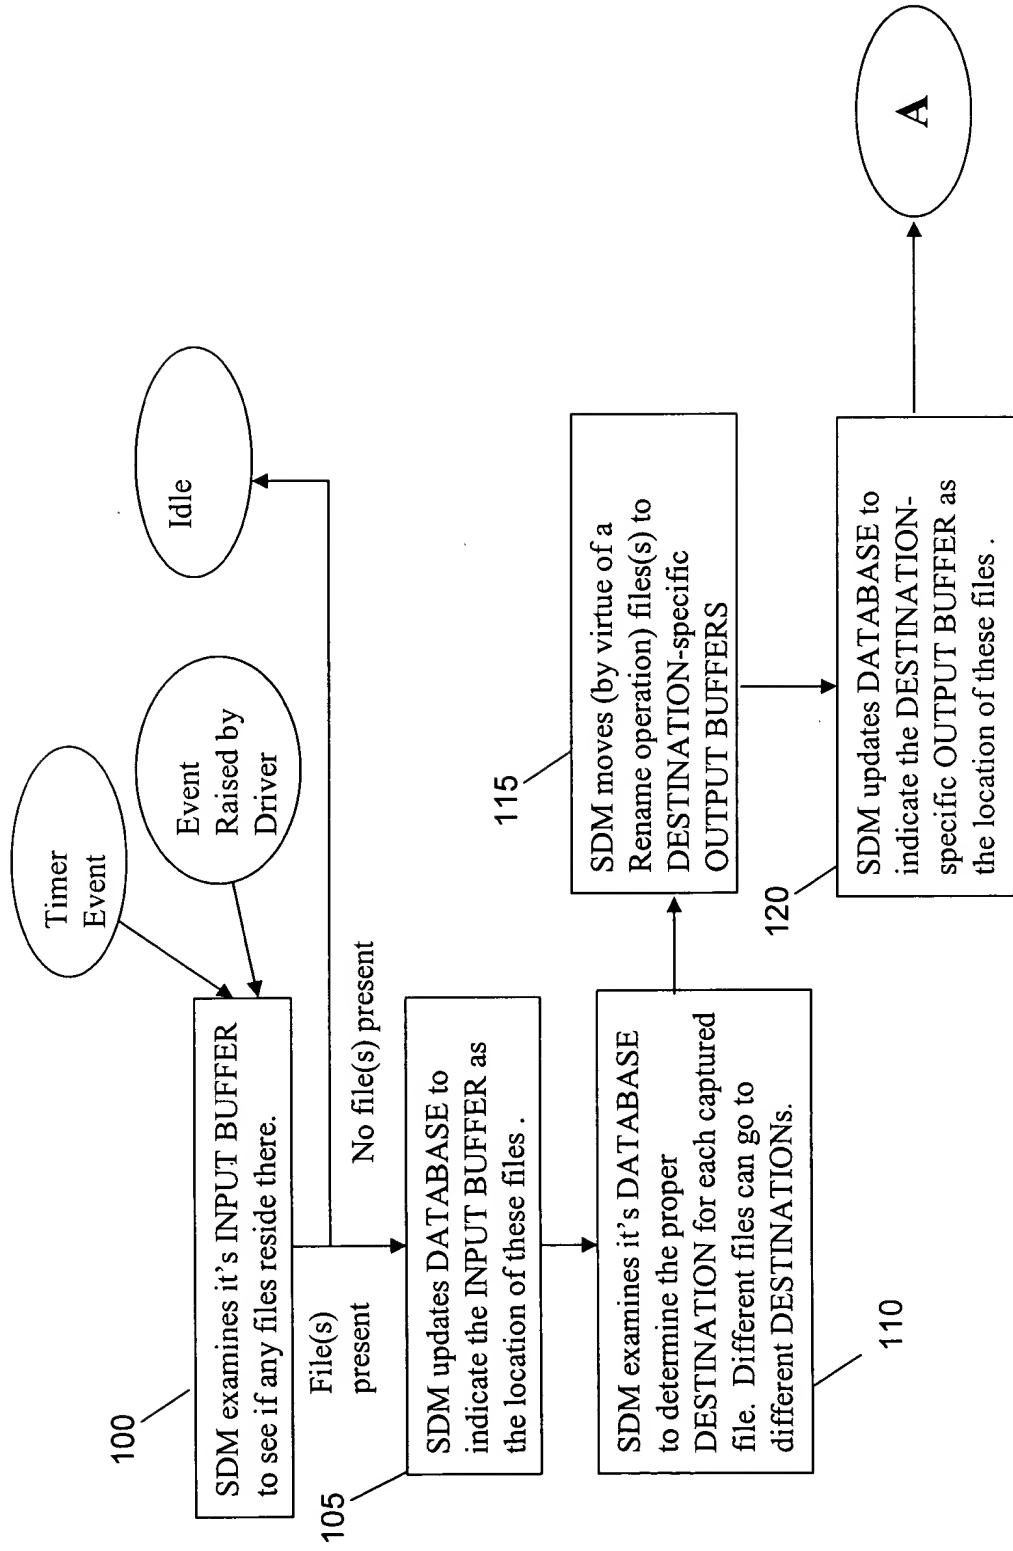 Timer
Event
Event
Raised by
Driver
Idle
100
SDM examines it's INPUT BUFFER
to see if any files reside there.
File(s)
present
No file(s) present
105
SDM updates DATABASE to
indicate the INPUT BUFFER as
the location of these files .
110
SDM examines it's DATABASE
to determine the proper
DESTINATION for each captured
file. Different files can go to
different DESTINATIONs.
115
SDM moves (by virtue of a
Rename operation) files(s) to
DESTINATION-specific
OUTPUT BUFFERS
120
SDM updates DATABASE to
indicate the DESTINATION-
specific OUTPUT BUFFER as
the location of these files .
A